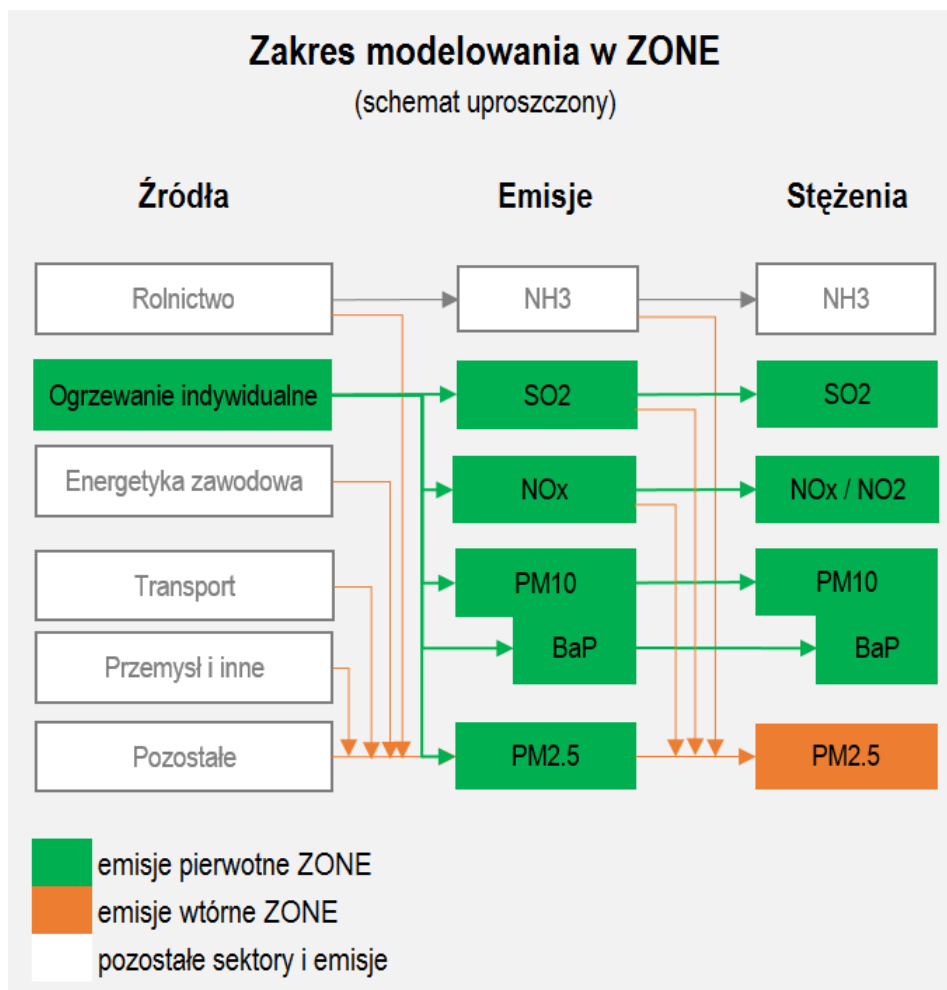 Zakres modelowania w ZONE
(schemat uproszczony)
Źródła Emisje Stężenia
Rolnictwo NH3 NH3
Ogrzewanie indywidualne SO2 SO2
Energetyka zawodowa NOx NOx / NO2
Transport PM10 PM10
Przemysł i inne BaP BaP
Pozostałe PM2.5 PM2.5
emisje pierwotne ZONE
emisje wtórne ZONE
pozostałe sektory i emisje